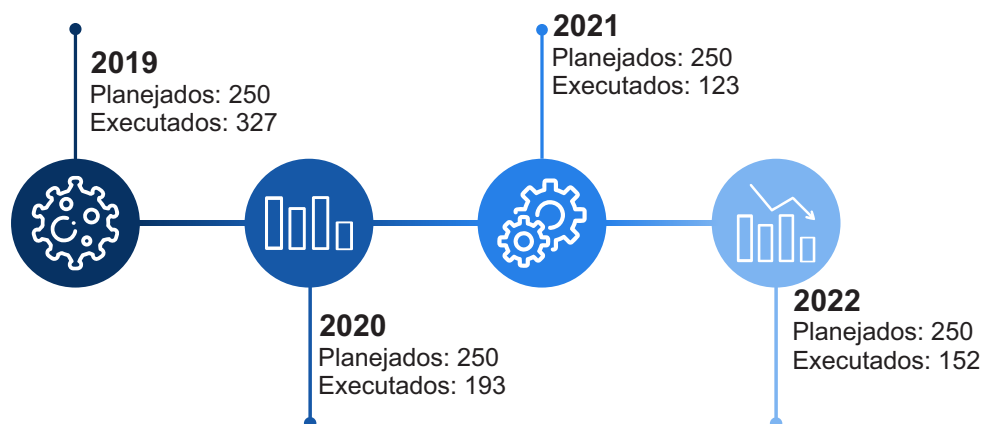 2019
Planejados: 250
Executados: 327
2020
Planejados: 250
Executados: 193
2021
Planejados: 250
Executados: 123
2022
Planejados: 250
Executados: 152